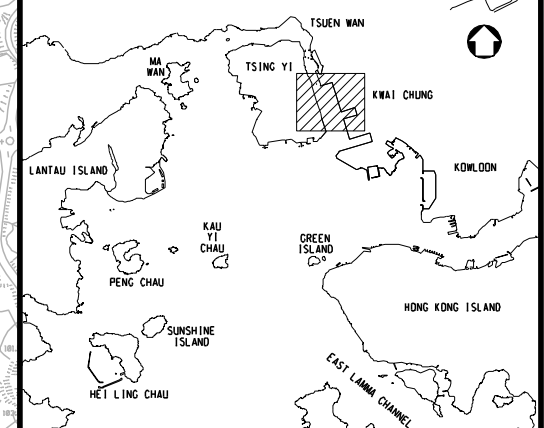 TSUEN WAN
MA
WAN
TSING YI
KWAI CHUNG
LANTAU ISLAND
KOWLOON
KAU
YI
CHAU
GREEN
ISLAND
PENG CHAU
HONG KONG ISLAND
SUNSHINE
ISLAND
EAST LAMMA CHANNEL
HEI LING CHAU